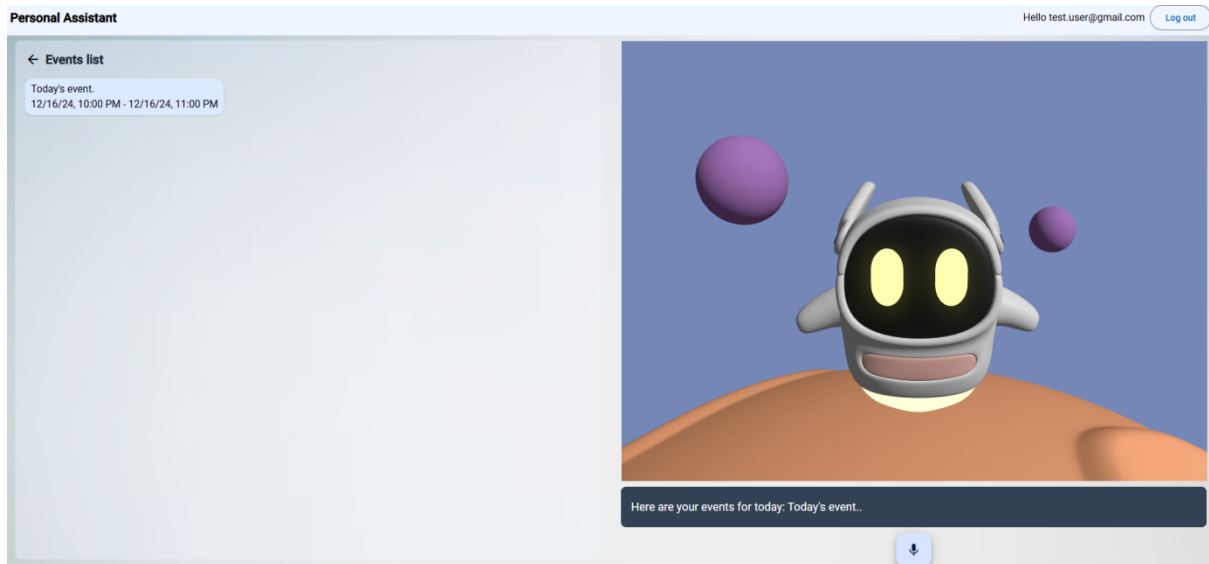 Personal Assistant
Hello test.user@gmail.com
Log out
Events list
Today's event.
12/16/24, 10:00 PM - 12/16/24, 11:00 PM
Here are your events for today: Today's event..